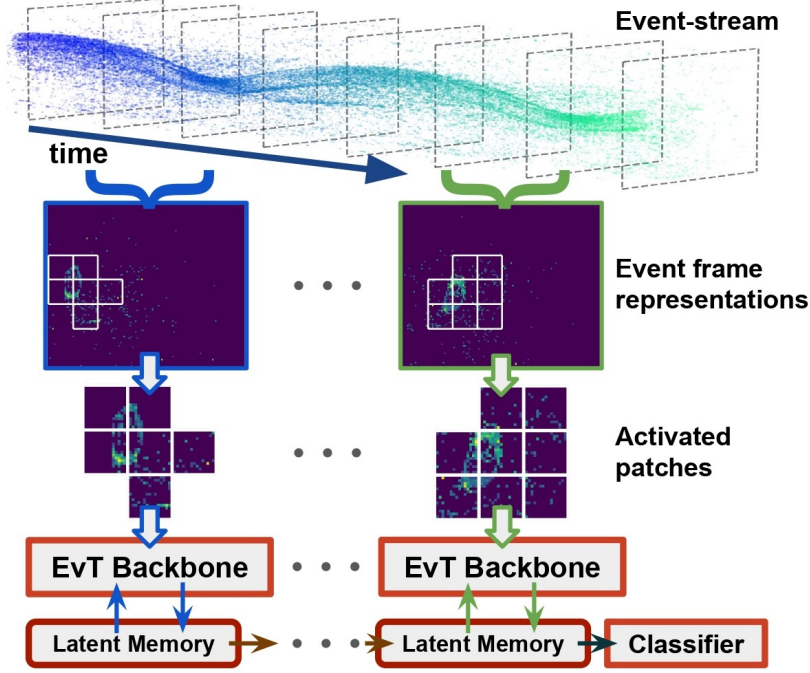 Event-stream
time
Event frame
representations
Activated
patches
EvT Backbone
EvT Backbone
Latent Memory
Latent Memory
Classifier